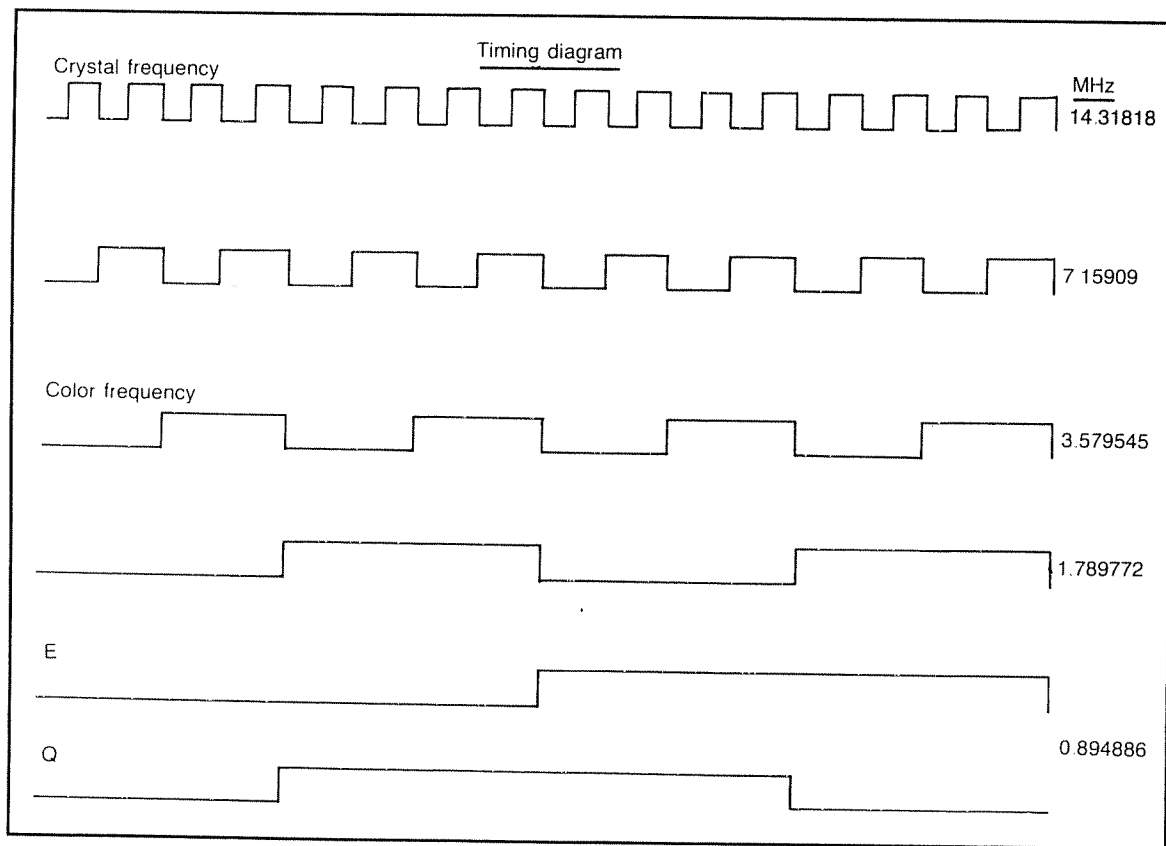 Timing diagram
Crystal frequency
MHz
14.31818
7 15909
Color frequency
3.579545
1.789772
E
0.894886
Q